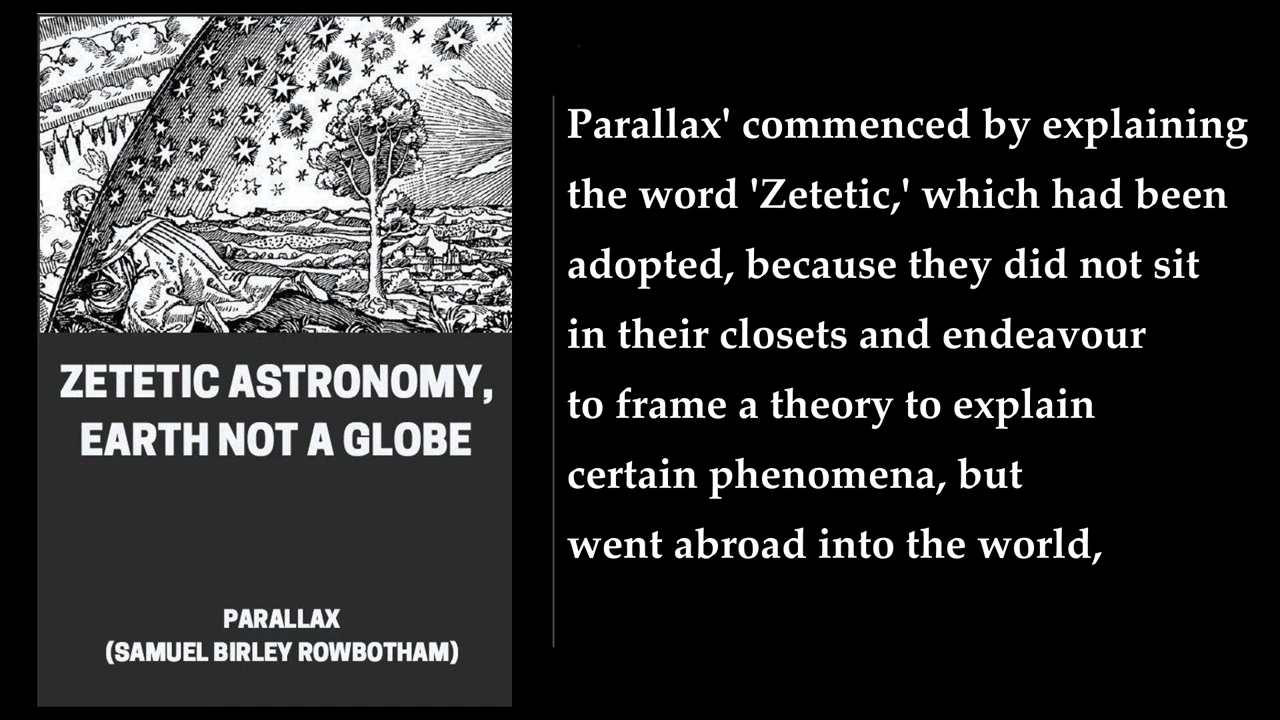 ZETETIC ASTRONOMY,
EARTH NOT A GLOBE
PARALLAX
(SAMUEL BIRLEY ROWBOTHAM)
Parallax' commenced by explaining
the word 'Zetetic,' which had been
adopted, because they did not sit
in their closets and endeavour
to frame a theory to explain
certain phenomena, but
went abroad into the world,